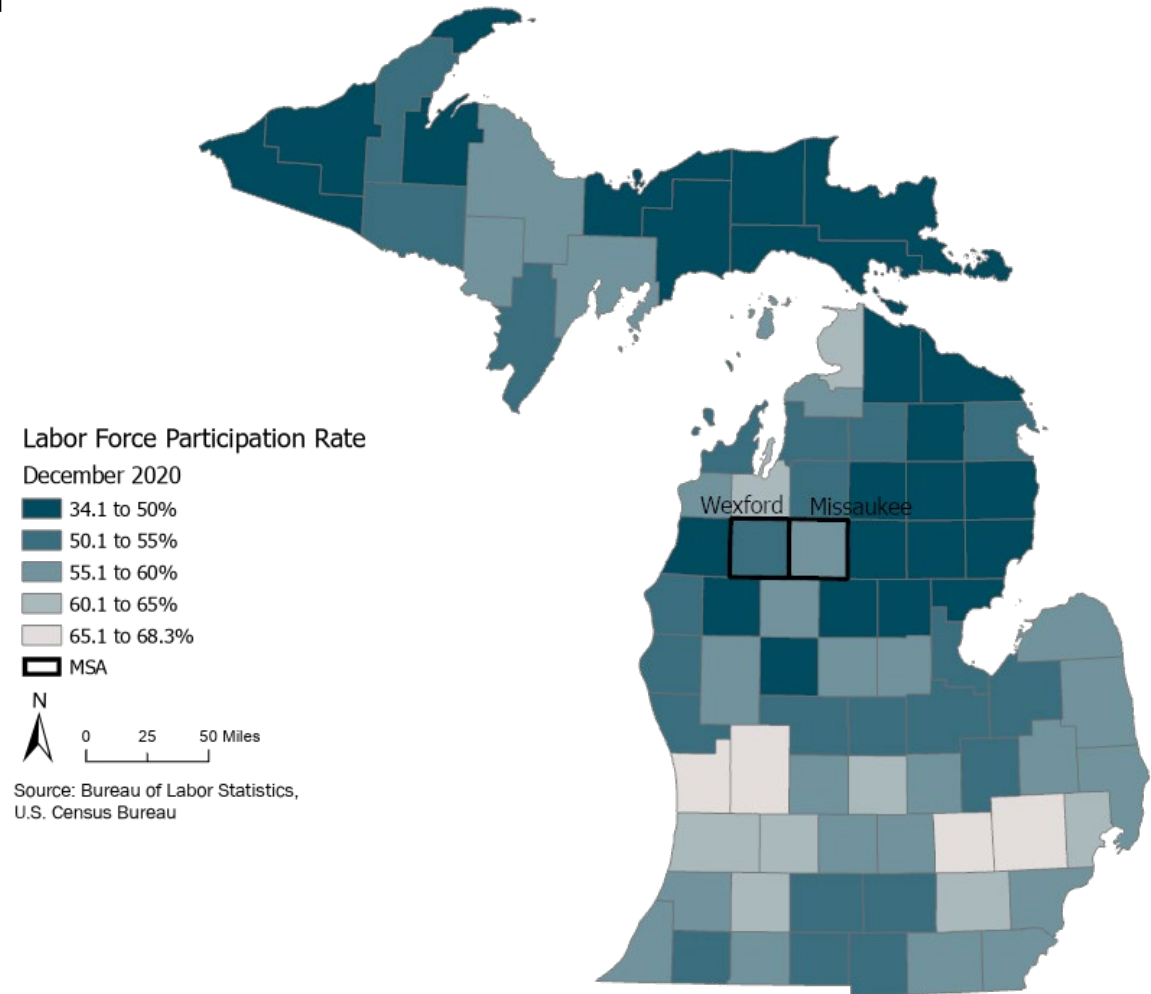 Wexford Missaukee
Labor Force Participation Rate
December 2020
34.1 to 50%
50.1 to 55%
55.1 to 60%
60.1 to 65%
65.1 to 68.3%
MSA
N
0 25 50 Miles
Source: Bureau of Labor Statistics,
U.S. Census Bureau